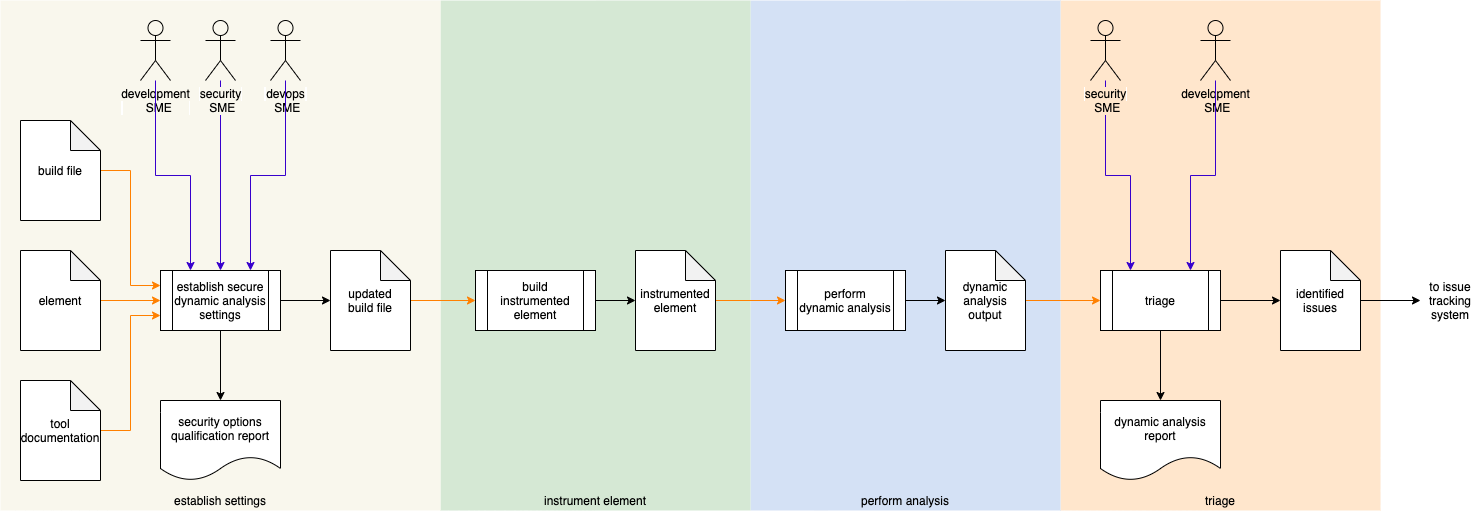 development
SME
security
SME
devops
SME
build file
element
tool
documentation
establish secure
dynamic analysis
settings
security options
qualification report
updated
build file
establish settings
build
instrumented
element
instrumented
element
instrument element
perform
dynamic analysis
dynamic
analysis
output
perform analysis
security
SME
development
SME
triage
dynamic analysis
report
identified
issues
triage
to issue
tracking
system